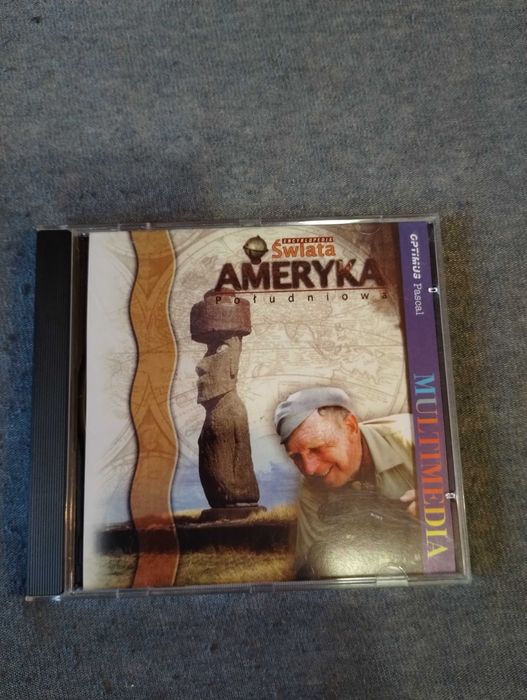 ENCYKLOPEDIA
Świata
AMERYKA
Południowa
OPTIMUS Pascal
MULTIMEDIA